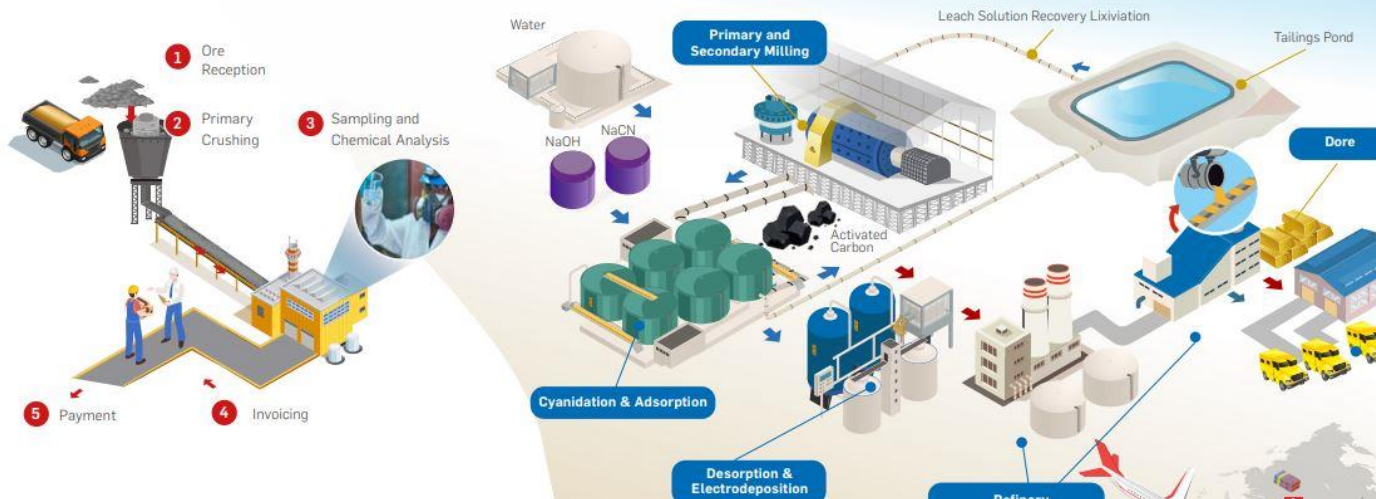 1
Ore
Reception
2
Primary
Crushing
3
Sampling and
Chemical Analysis
5
Payment
4
Invoicing
Water
NaOH
NaCN
Primary and
Secondary Milling
Leach Solution Recovery Lixiviation
Tailings Pond
Dore
Activated
Carbon
Cyanidation & Adsorption
Desorption &
Electrodeposition
Refinery